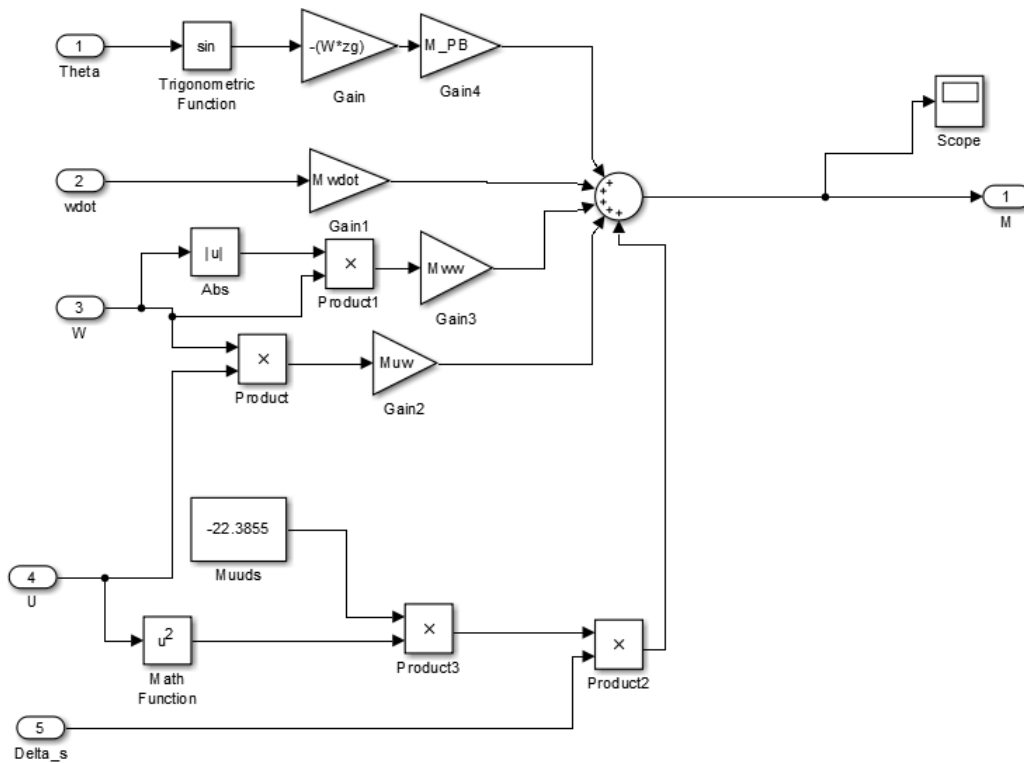 1
Theta
sin
Trigonometric
Function
-(W*zg)
Gain
M_PB
Gain4
Scope
2
wdot
Mwdot
Gain1
+
+
+
+
+
1
M
3
W
|u|
Abs
×
Product1
Mww
Gain3
×
Product
Muw
Gain2
-22.3855
Muuds
4
U
u2
Math
Function
×
Product3
×
Product2
5
Delta_s